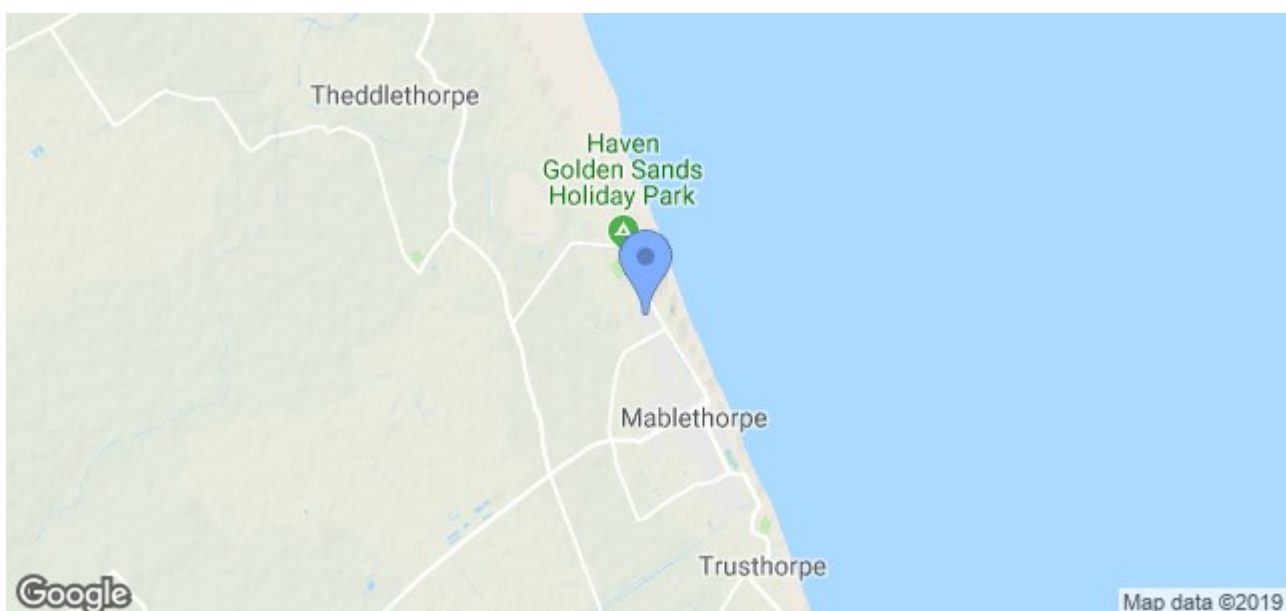 Theddlethorpe
Haven
Golden Sands
Holiday Park
Mablethorpe
Trusthorpe
Google
Map data ©2019